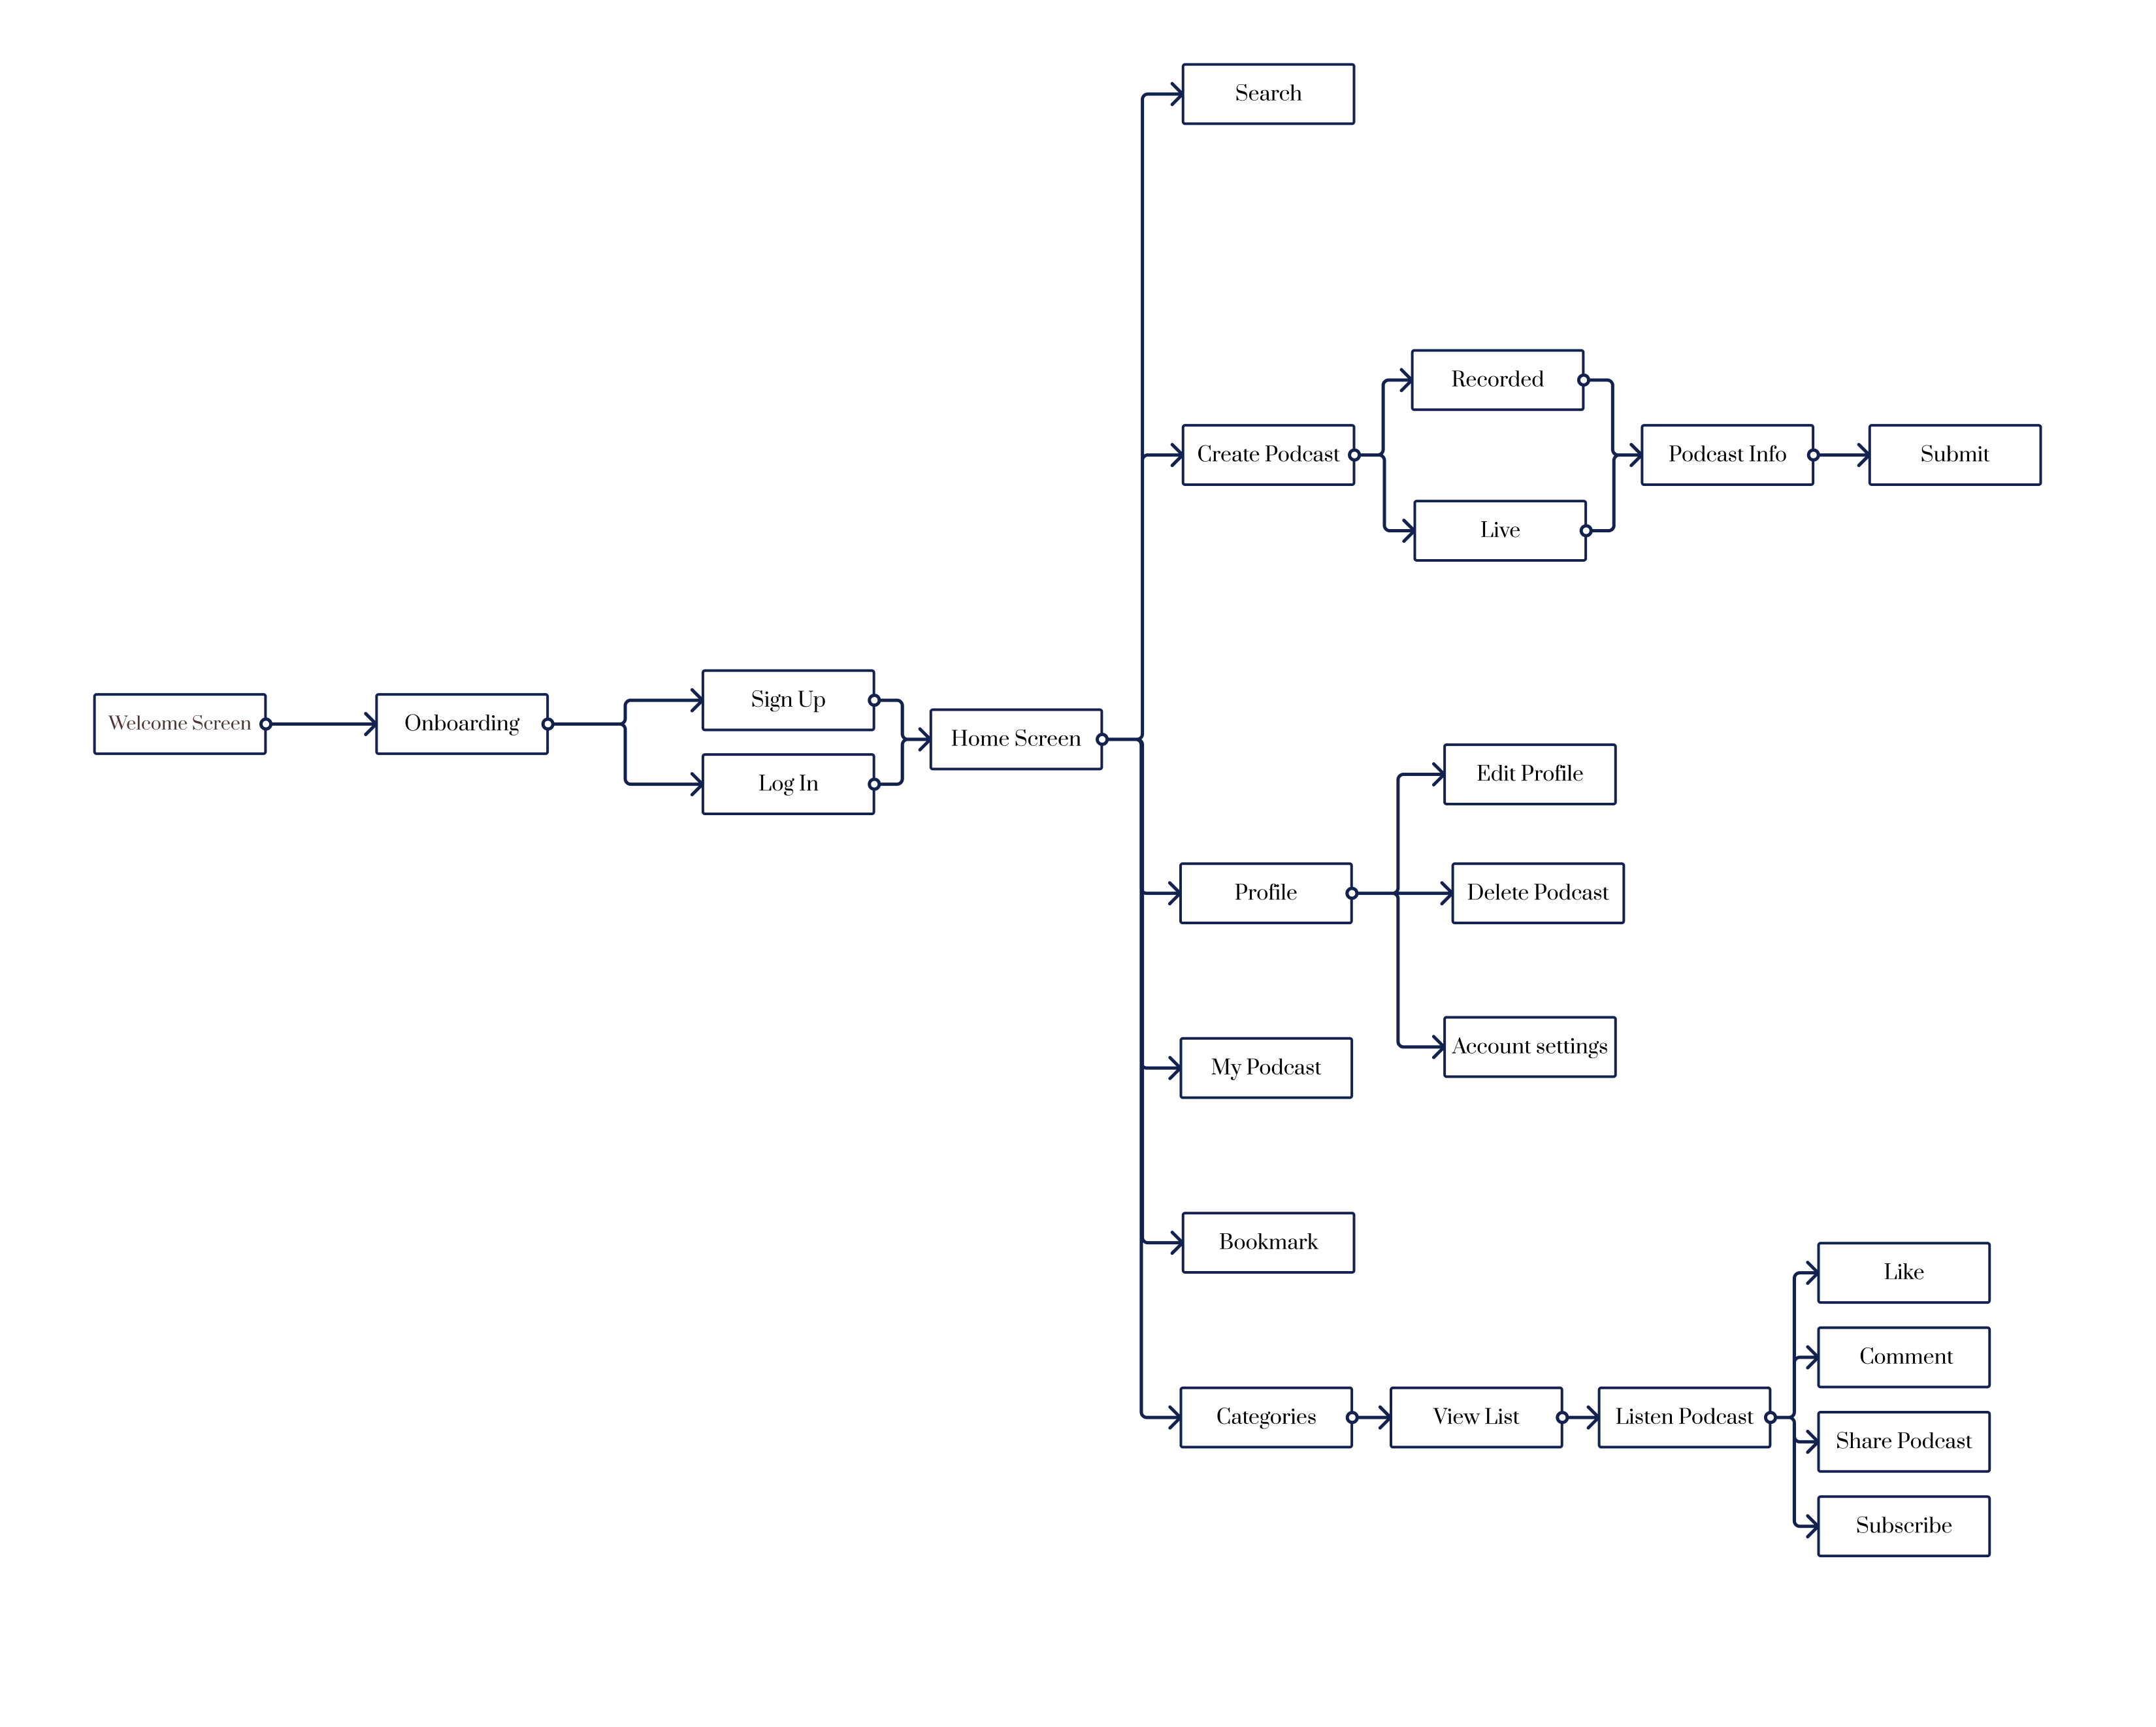 Search
Recorded
Create Podcast
Podcast Info
Submit
Live
Sign Up
Welcome Screen
Onboarding
Home Screen
Log In
Edit Profile
Profile
Delete Podcast
Account settings
My Podcast
Bookmark
Like
Comment
Categories
View List
Listen Podcast
Share Podcast
Subscribe